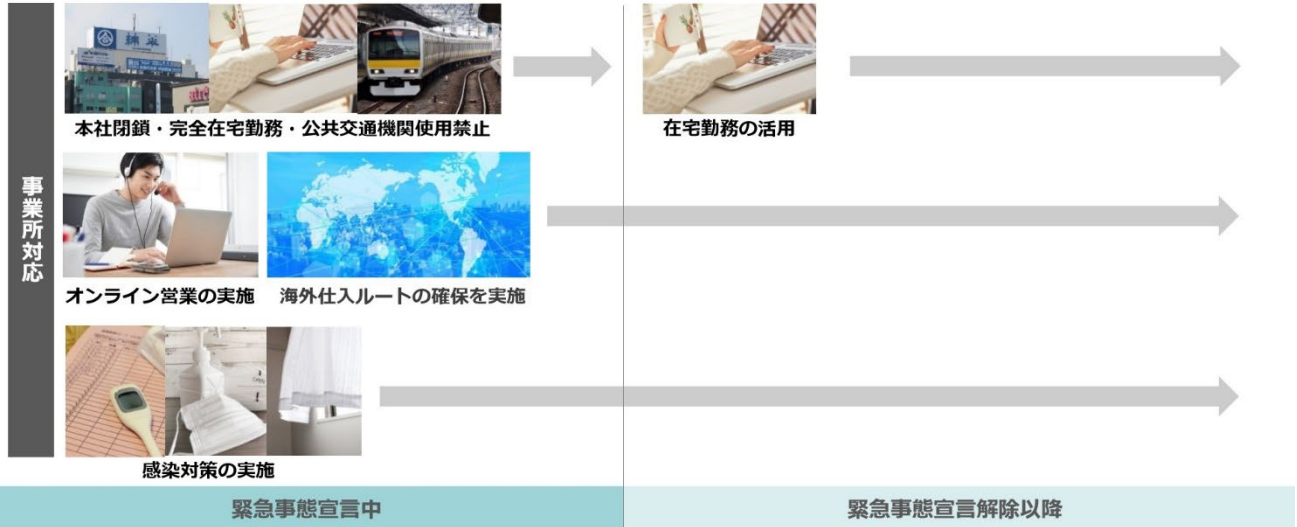 事業所対応
本社閉鎖・完全在宅勤務・公共交通機関使用禁止
在宅勤務の活用
オンライン営業の実施
海外仕入ルートの確保を実施
感染対策の実施
緊急事態宣言中
緊急事態宣言解除以降